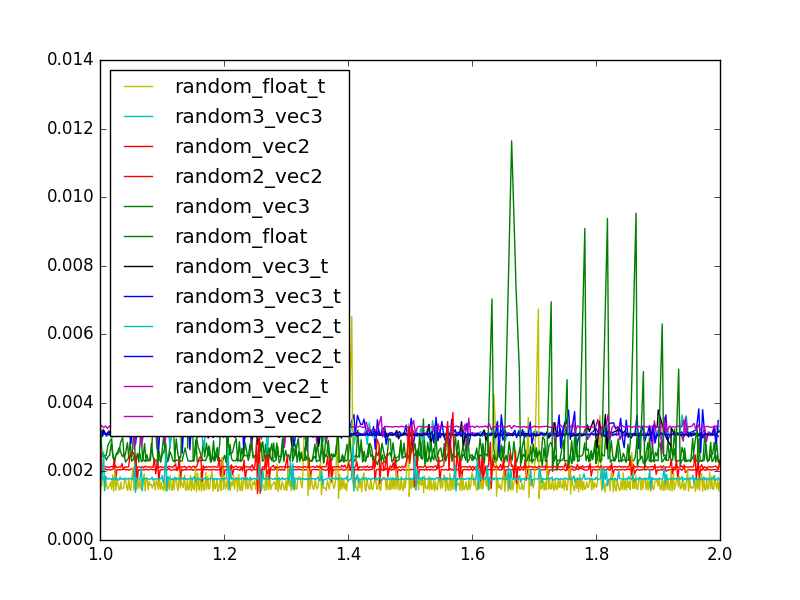 0.014
0.012
0.010
0.008
0.006
0.004
0.002
0.000
random_float_t
random3_vec3
random_vec2
random2_vec2
random_vec3
random_float
random_vec3_t
random3_vec3_t
random3_vec2_t
random2_vec2_t
random_vec2_t
random3_vec2
1.0 1.2 1.4 1.6 1.8 2.0